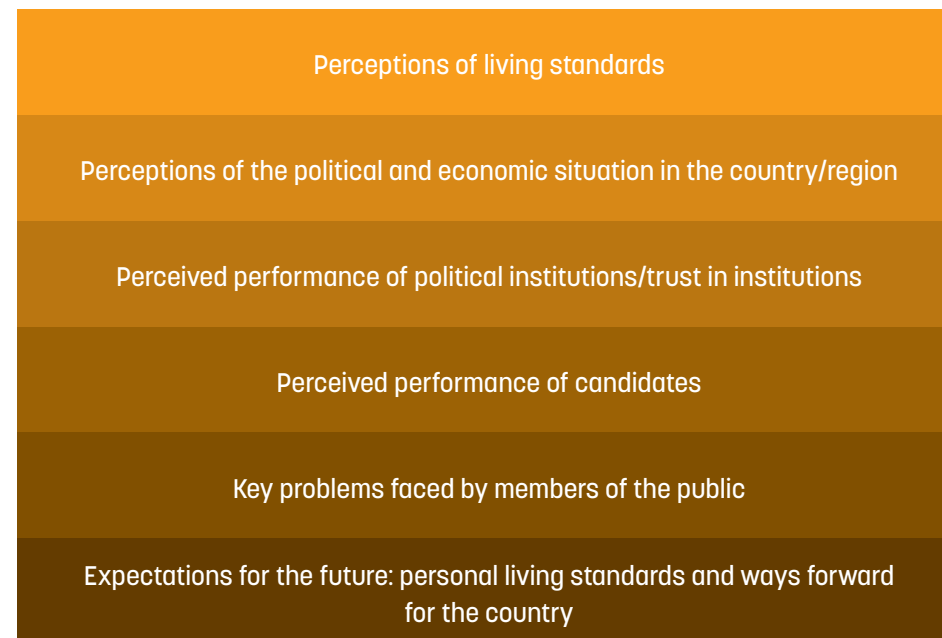 Perceptions of living standards
Perceptions of the political and economic situation in the country/region
Perceived performance of political institutions/trust in institutions
Perceived performance of candidates
Key problems faced by members of the public
Expectations for the future: personal living standards and ways forward
for the country